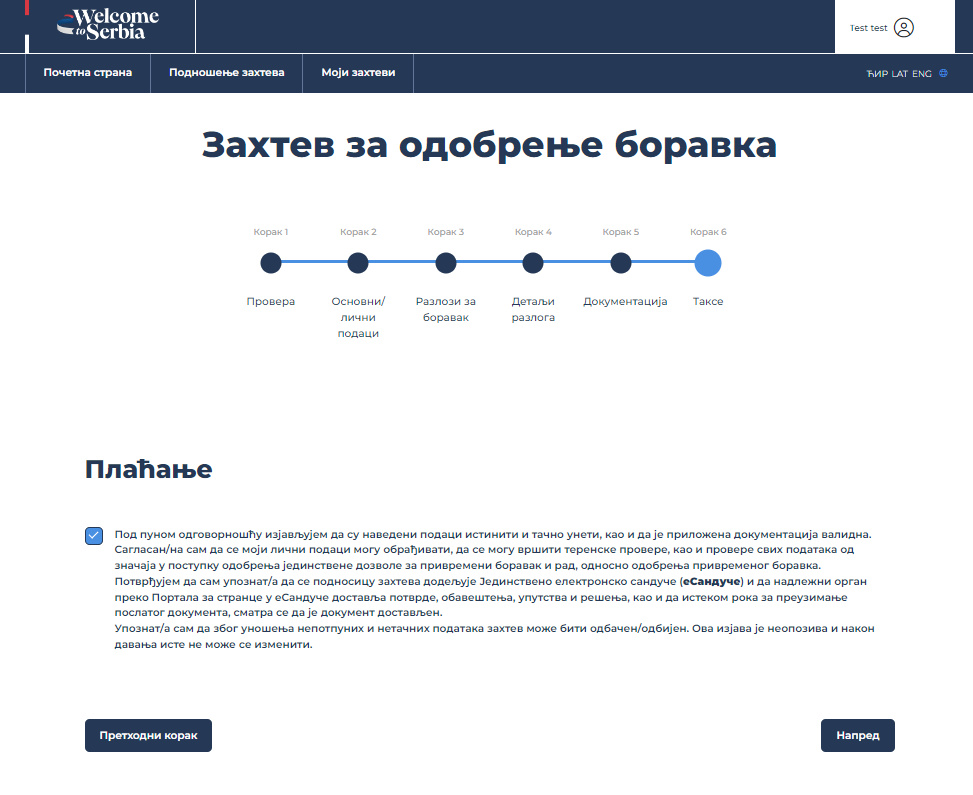 Welcome
to Serbia
Test test
Почетна страна
Подношење захтева
Моји захтеви
ЋИР LAT ENG
Захтев за одобрење боравка
Корак 1
Корак 2
Корак 3
Корак 4
Корак 5
Корак 6
Провера
Основни/
лични
подаци
Разлози за
боравак
Детаљи
разлога
Документација
Таксе
Плаћање
Под пуном одговорношћу изјављујем да су наведени подаци истинити и тачно унети, као и да је приложена документација валидна.
Сагласан/на сам да се моји лични подаци могу обрађивати, да се могу вршити теренске провере, као и провере свих података од
значаја у поступку одобрења јединствене дозволе за привремени боравак и рад, односно одобрења привременог боравка.
Потврђујем да сам упознат/а да се подносиоцу захтева додељује Јединствено електронско сандуче (еСандуче) и да надлежни орган
преко Портала за странце у еСандуче доставља потврде, обавештења, упутства и решења, као и да истеком рока за преузимање
послатог документа, сматра се да је документ достављен.
Упознат/а сам да због уношења непотпуних и нетачних података захтев може бити одбачен/одбијен. Ова изјава је неопозива и након
давања исте не може се изменити.
Претходни корак
Напред